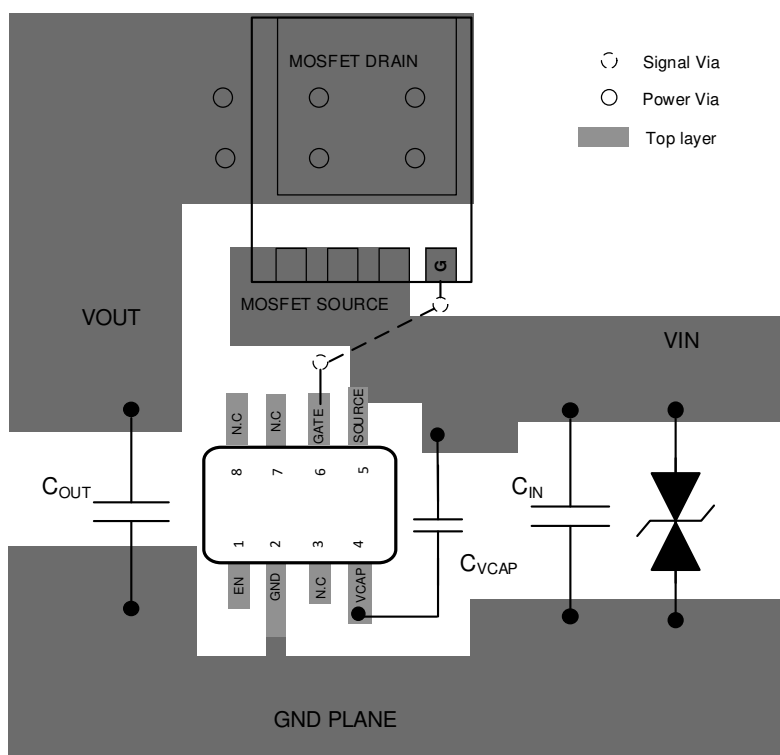 MOSFET DRAIN
Signal Via
Power Via
Top layer
G
MOSFET SOURCE
VOUT
VIN
N.C
N.C
GATE
SOURCE
8
7
6
5
COUT
CIN
1
2
3
4
CVCAP
EN
GND
N.C
VCAP
GND PLANE